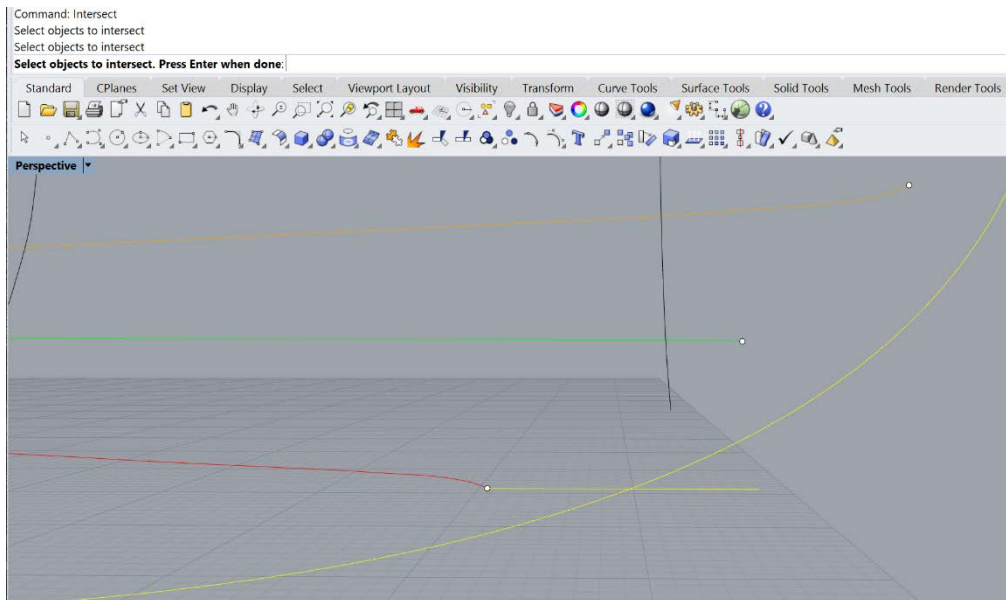 Command: Intersect
Select objects to intersect
Select objects to intersect
Select objects to intersect. Press Enter when done:
Standard CPlanes Set View Display Select Viewport Layout Visibility Transform Curve Tools Surface Tools Solid Tools Mesh Tools Render Tools
Perspective